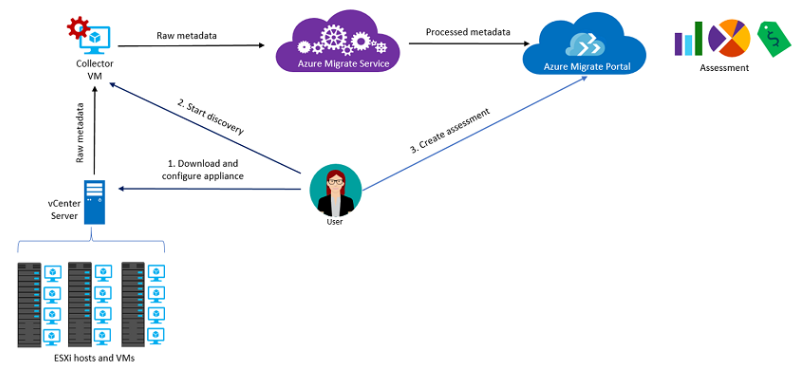 Raw metadata
Processed metadata
Collector
VM
Azure Migrate Service
Azure Migrate Portal
Assessment
2. Start discovery
3. Create assessment
Raw metadata
1. Download and
configure appliance
vCenter
Server
User
ESXi hosts and VMs